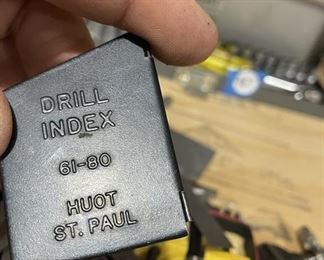 DRILL
INDEX
61-80
HUOT
ST. PAUL